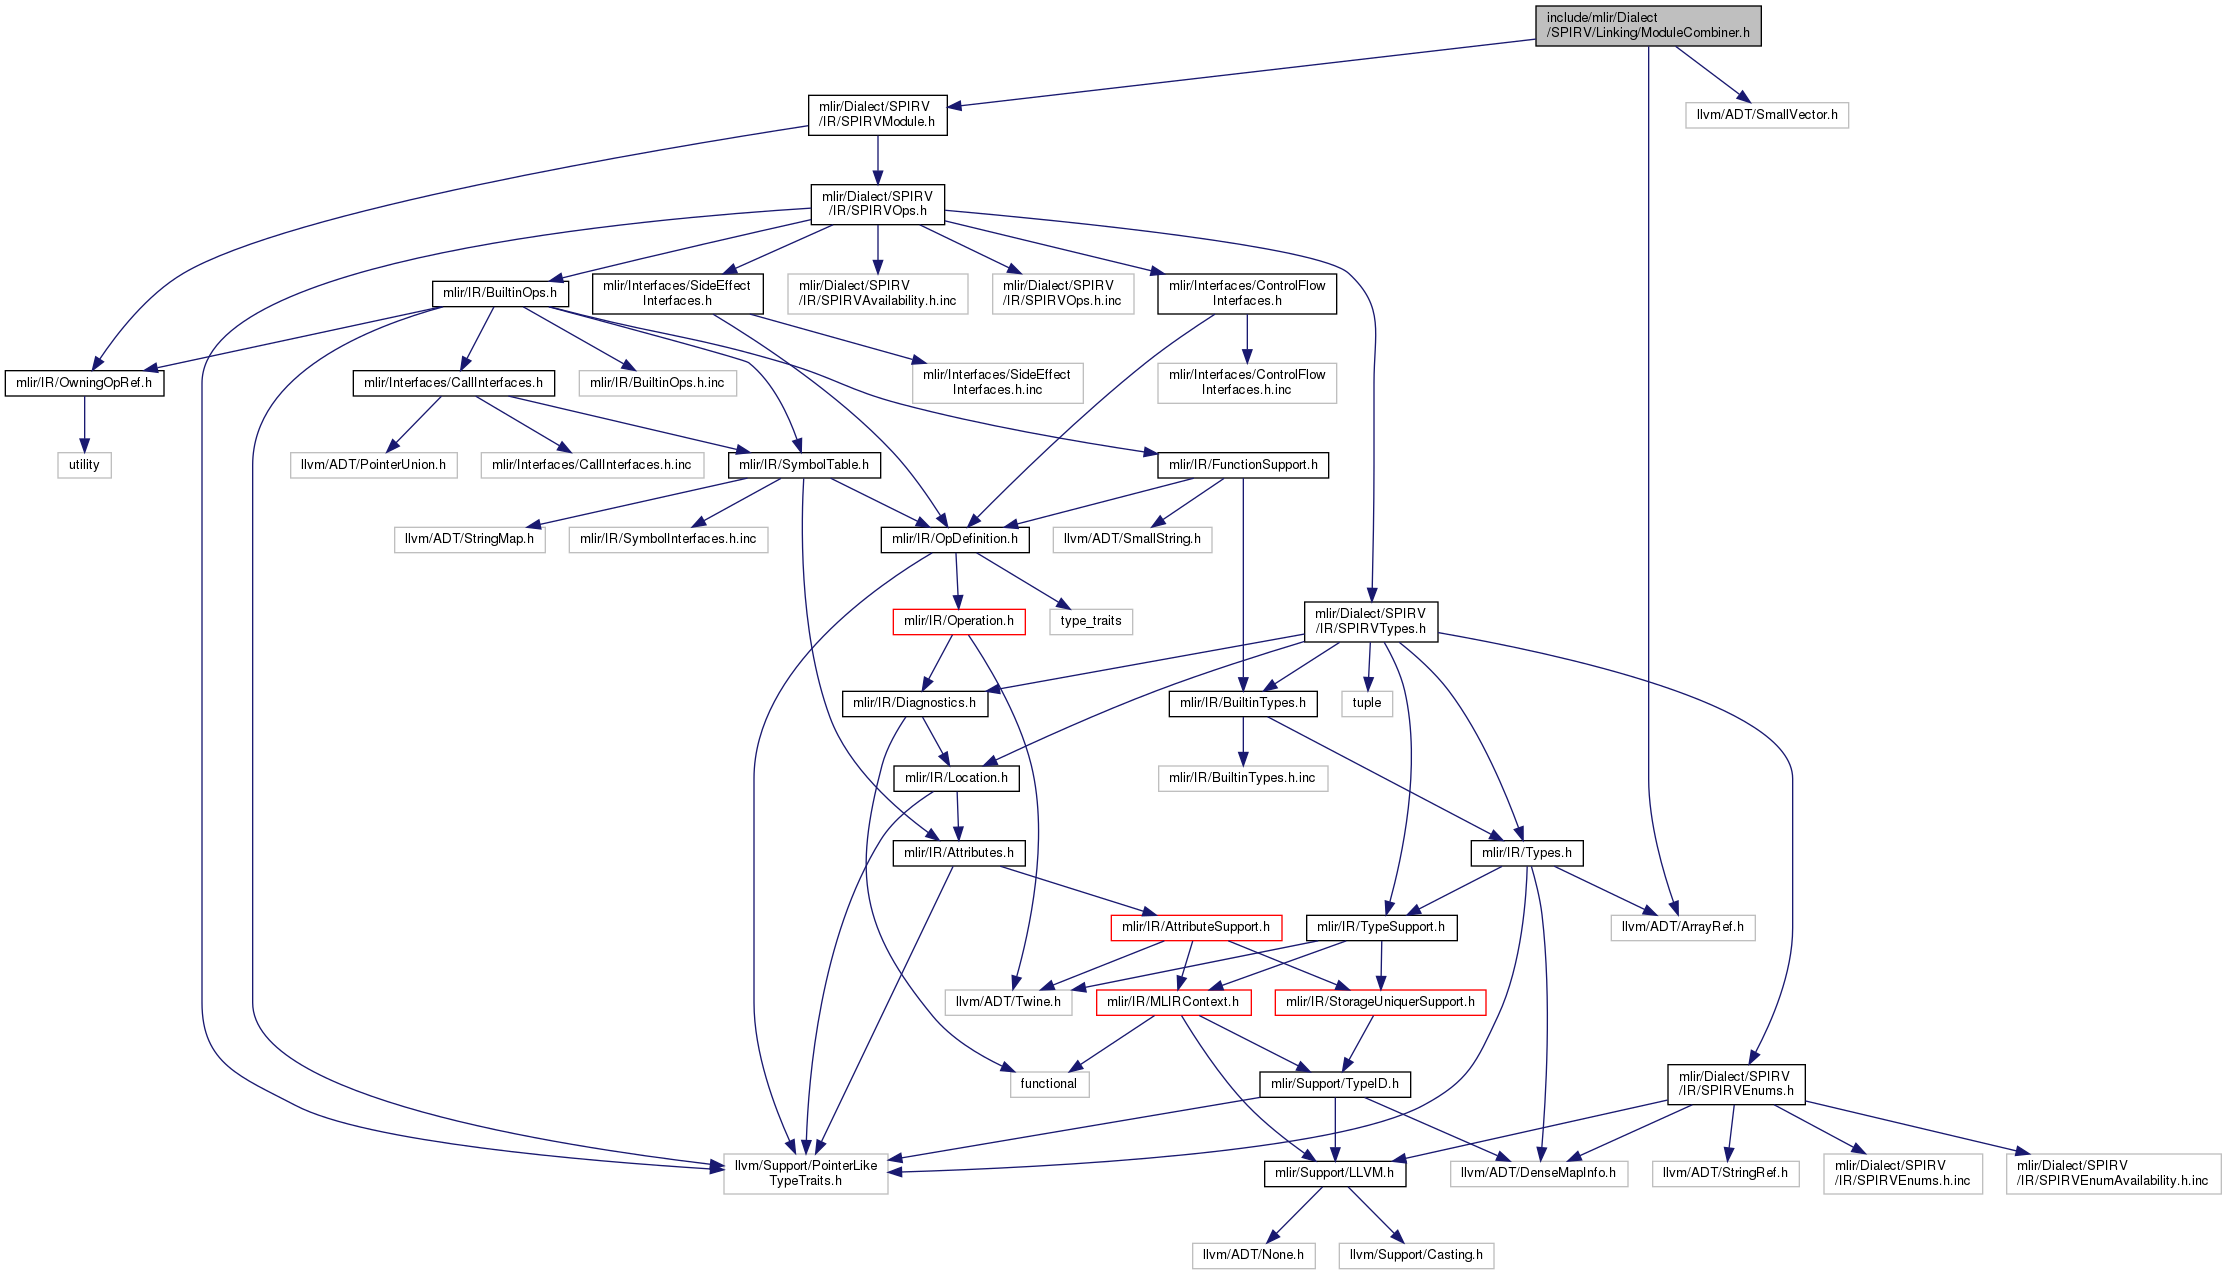 include/mlir/Dialect
/SPIRV/Linking/ModuleCombiner.h
mlir/Dialect/SPIRV
/IR/SPIRVModule.h
llvm/ADT/SmallVector.h
mlir/Dialect/SPIRV
/IR/SPIRVOps.h
mlir/IR/BuiltinOps.h
mlir/Interfaces/SideEffect
Interfaces.h
mlir/Dialect/SPIRV
/IR/SPIRVAvailability.h.inc
mlir/Dialect/SPIRV
/IR/SPIRVOps.h.inc
mlir/Interfaces/ControlFlow
Interfaces.h
mlir/IR/OwningOpRef.h
mlir/Interfaces/CallInterfaces.h
mlir/IR/BuiltinOps.h.inc
mlir/Interfaces/SideEffect
Interfaces.h.inc
mlir/Interfaces/ControlFlow
Interfaces.h.inc
utility
llvm/ADT/PointerUnion.h
mlir/Interfaces/CallInterfaces.h.inc
mlir/IR/SymbolTable.h
mlir/IR/FunctionSupport.h
llvm/ADT/StringMap.h
mlir/IR/SymbolInterfaces.h.inc
mlir/IR/OpDefinition.h
llvm/ADT/SmallString.h
mlir/IR/Operation.h
type_traits
mlir/Dialect/SPIRV
/IR/SPIRVTypes.h
mlir/IR/Diagnostics.h
mlir/IR/BuiltinTypes.h
tuple
mlir/IR/Location.h
mlir/IR/BuiltinTypes.h.inc
mlir/IR/Attributes.h
mlir/IR/Types.h
mlir/IR/AttributeSupport.h
mlir/IR/TypeSupport.h
llvm/ADT/ArrayRef.h
llvm/ADT/Twine.h
mlir/IR/MLIRContext.h
mlir/IR/StorageUniquerSupport.h
functional
mlir/Support/TypeID.h
mlir/Dialect/SPIRV
/IR/SPIRVEnums.h
llvm/Support/PointerLike
TypeTraits.h
mlir/Support/LLVM.h
llvm/ADT/DenseMapInfo.h
llvm/ADT/StringRef.h
mlir/Dialect/SPIRV
/IR/SPIRVEnums.h.inc
mlir/Dialect/SPIRV
/IR/SPIRVEnumAvailability.h.inc
llvm/ADT/None.h
llvm/Support/Casting.h